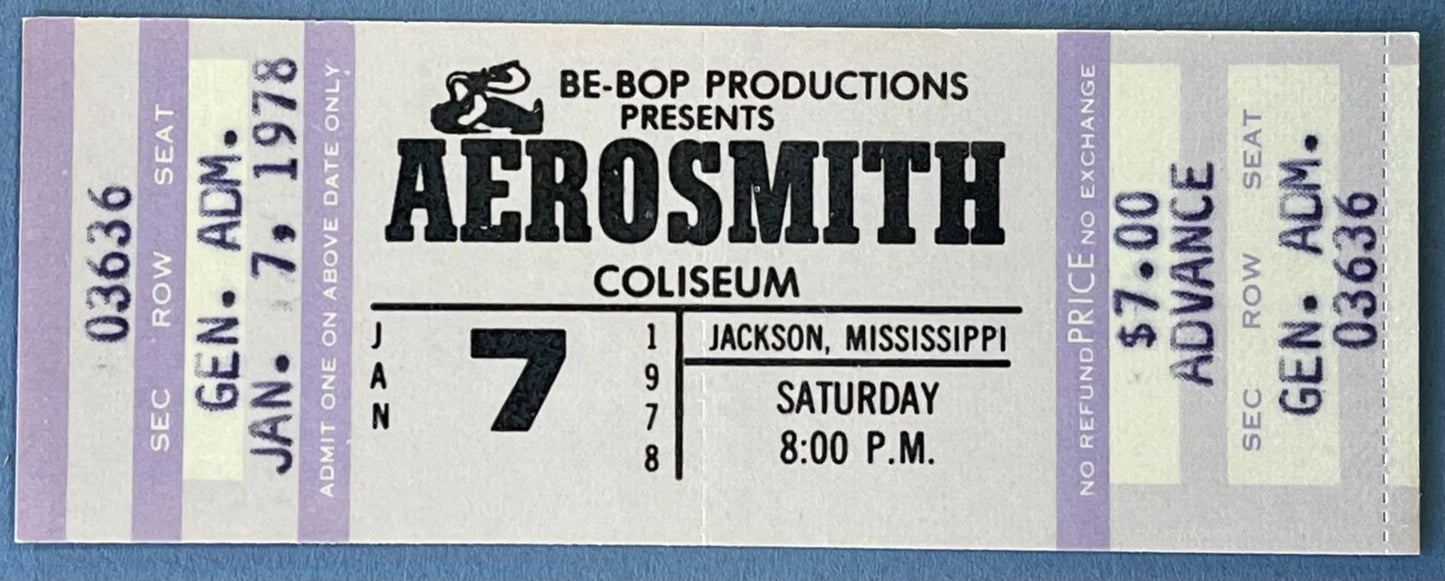 03636
SEC ROW SEAT
GEN. ADM.
JAN. 7, 1978
ADMIT ONE ON ABOVE DATE ONLY
BE-BOP PRODUCTIONS
PRESENTS
AEROSMITH
COLISEUM
JAN
7
1978
JACKSON, MISSISSIPPI
SATURDAY
8:00 P.M.
NO REFUND PRICE NO EXCHANGE
$7.00
ADVANCE
SEC ROW SEAT
GEN. ADM.
03636